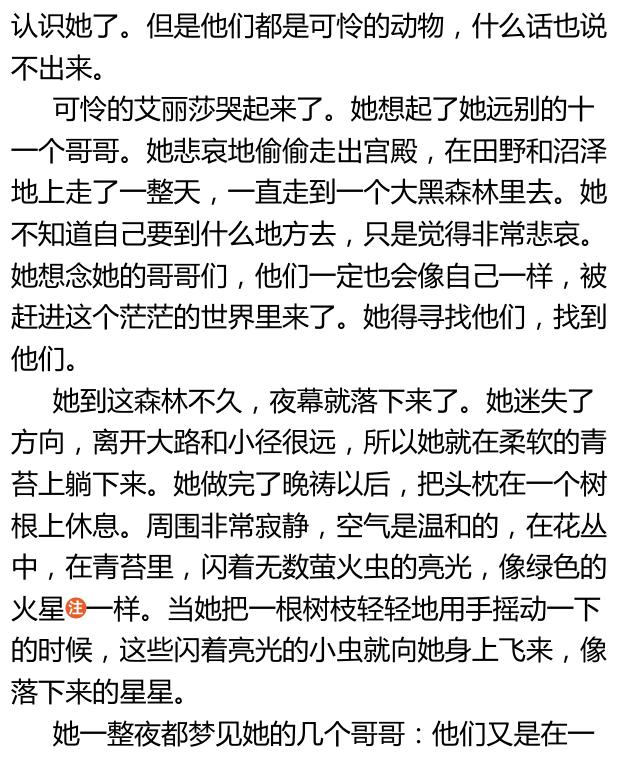 认识她了。但是他们都是可怜的动物，什么话也说
不出来。
可怜的艾丽莎哭起来了。她想起了她远别的十
一个哥哥。她悲哀地偷偷走出宫殿，在田野和沼泽
地上走了一整天，一直走到一个大黑森林里去。她
不知道自己要到什么地方去，只是觉得非常悲哀。
她想念她的哥哥们，他们一定也会像自己一样，被
赶进这个茫茫的世界里来了。她得寻找他们，找到
他们。
她到这森林不久，夜幕就落下来了。她迷失了
方向，离开大路和小径很远，所以她就在柔软的青
苔上躺下来。她做完了晚祷以后，把头枕在一个树
根上休息。周围非常寂静，空气是温和的，在花丛
中，在青苔里，闪着无数萤火虫的亮光，像绿色的
火星注一样。当她把一根树枝轻轻地用手摇动一下
的时候，这些闪着亮光的小虫就向她身上飞来，像
落下来的星星。
她一整夜都梦见她的几个哥哥：他们又是在一